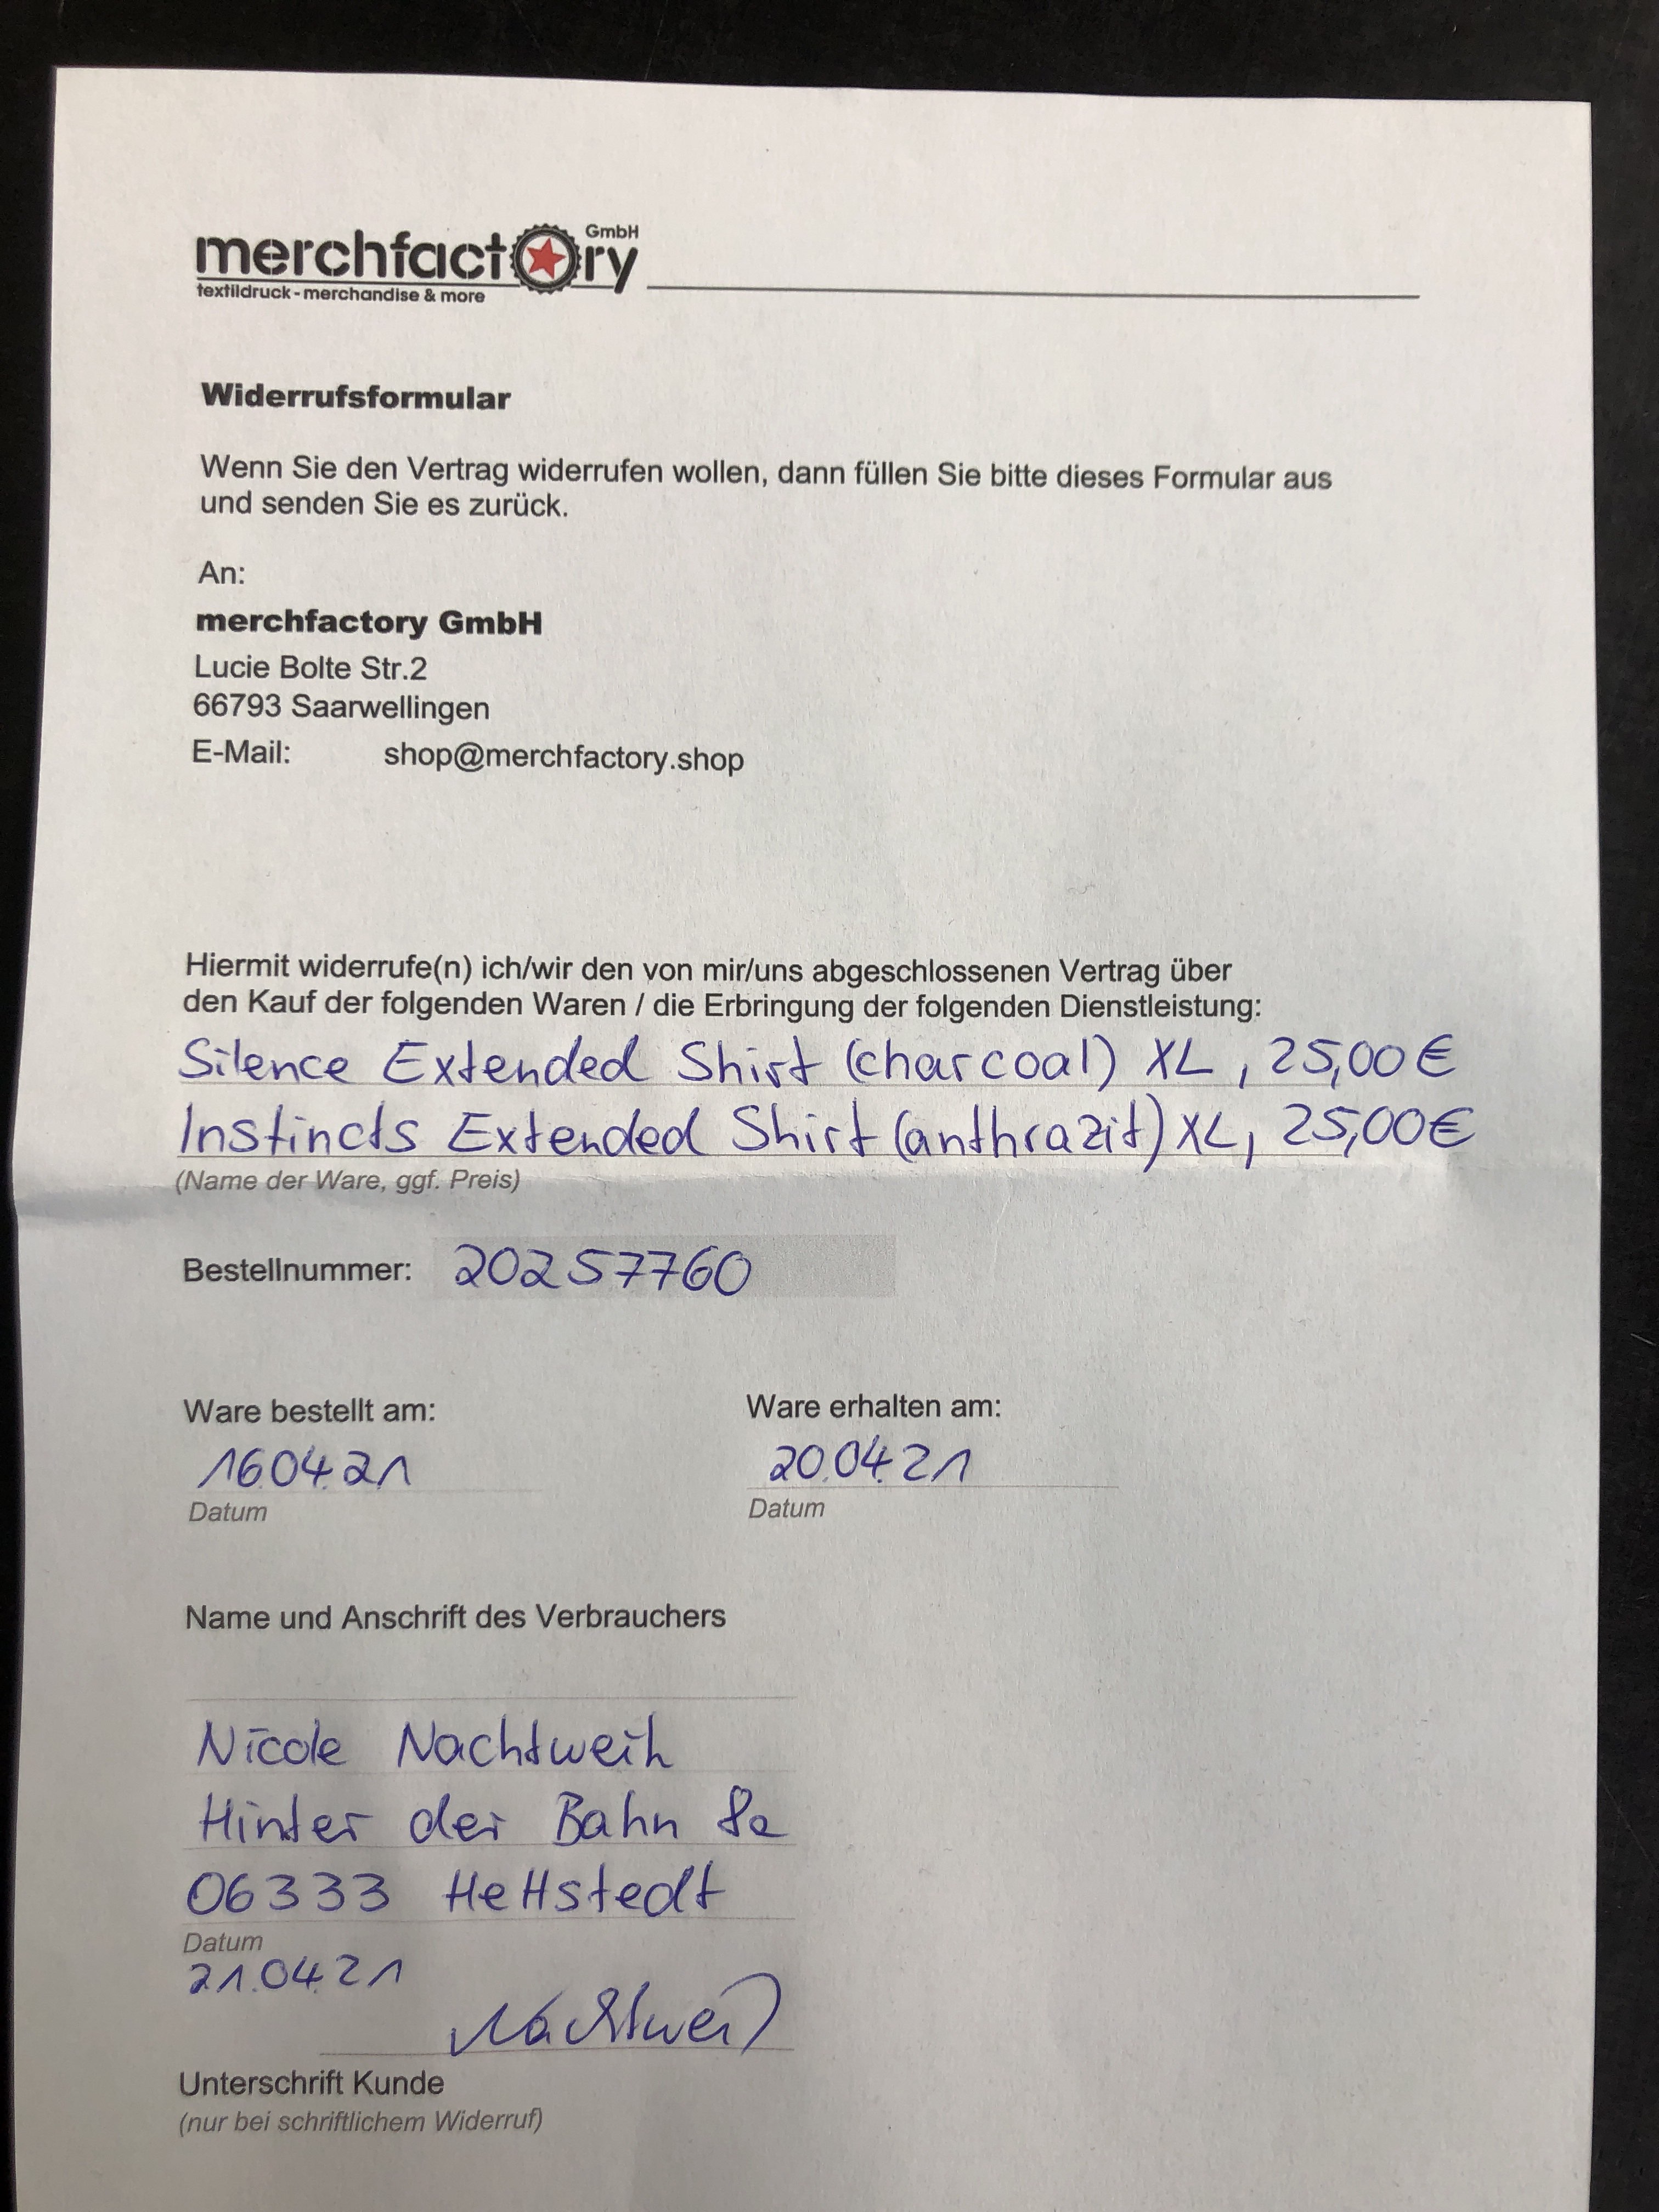 merchfactory GmbH
textildruck - merchandise & more
Widerrufsformular
Wenn Sie den Vertrag widerrufen wollen, dann füllen Sie bitte dieses Formular aus
und senden Sie es zurück.
An:
merchfactory GmbH
Lucie Bolte Str.2
66793 Saarwellingen
E-Mail: shop@merchfactory.shop
Hiermit widerrufe(n) ich/wir den von mir/uns abgeschlossenen Vertrag über
den Kauf der folgenden Waren / die Erbringung der folgenden Dienstleistung:
Silence Extended Shirt (charcoal) XL, 25,00€
Instincts Extended Shirt (anthrazit) XL, 25,00€
(Name der Ware, ggf. Preis)
Bestellnummer: 20257760
Ware bestellt am: Ware erhalten am:
16.04.21 20.04.21
Datum Datum
Name und Anschrift des Verbrauchers
Nicole Nachtweih
Hinter der Bahn 8a
06333 Hettstedt
Datum
21.04.21
Nachtweih
Unterschrift Kunde
(nur bei schriftlichem Widerruf)